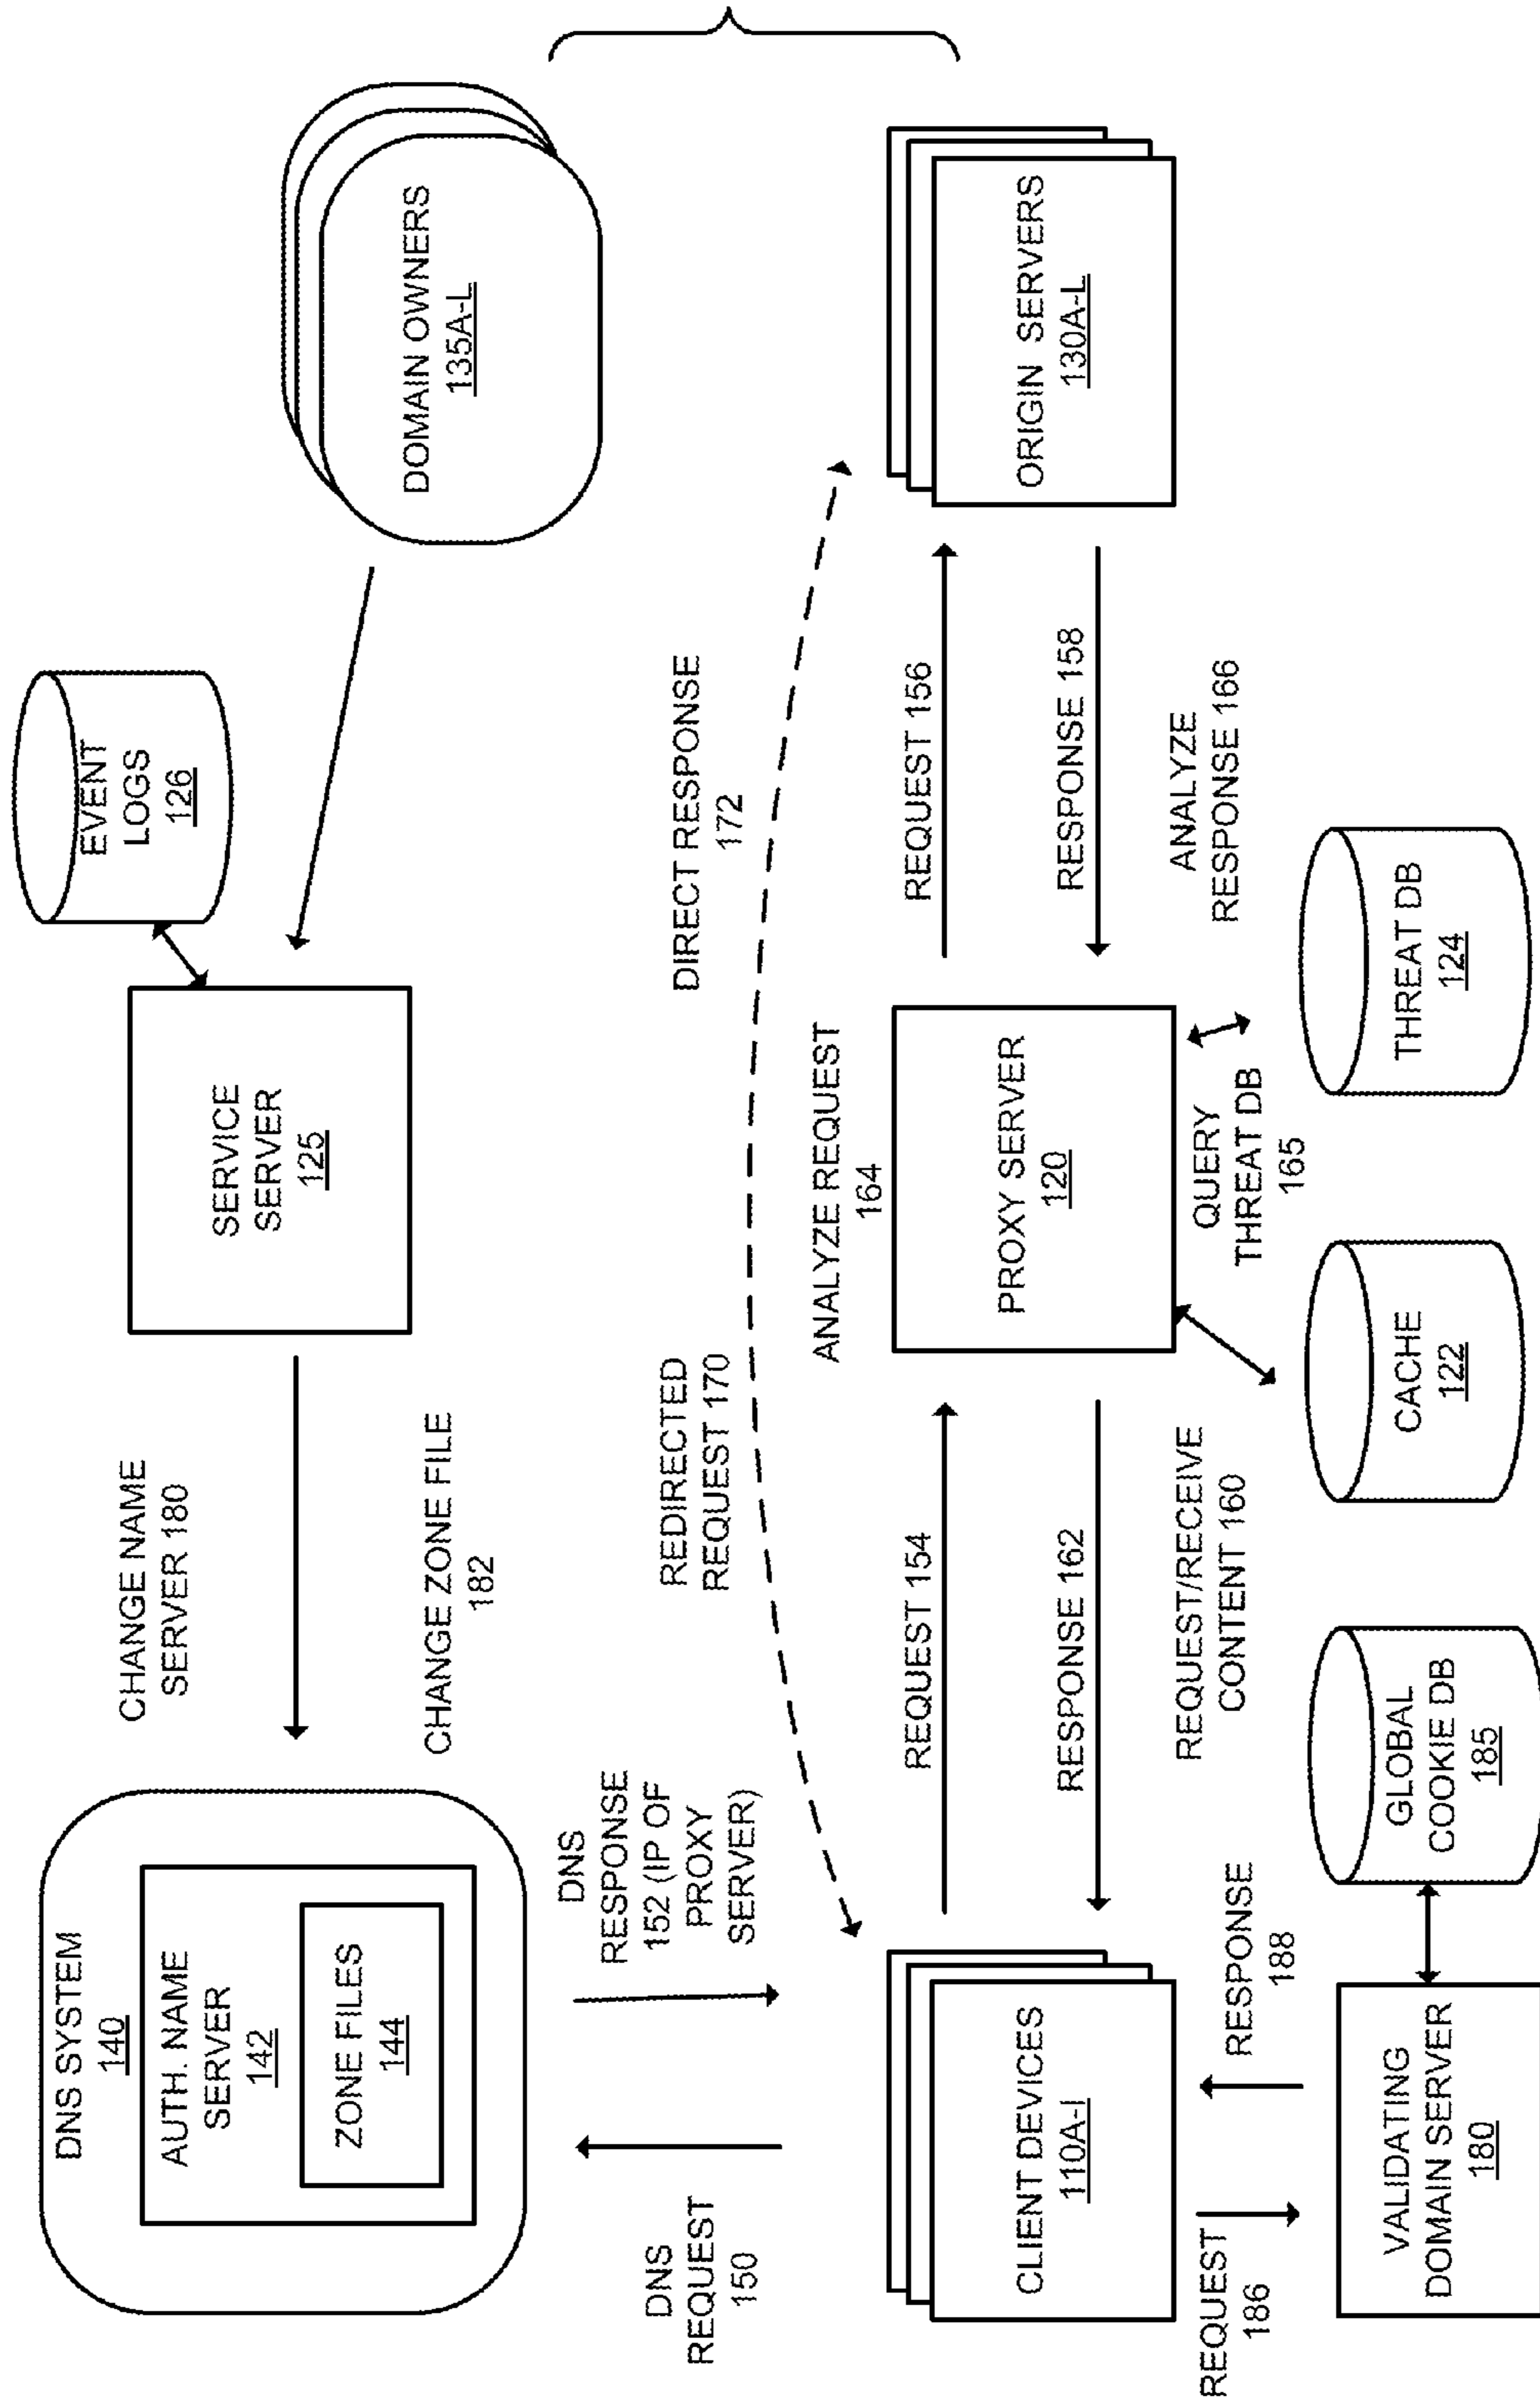 DNS SYSTEM
140
AUTH. NAME
SERVER
142
ZONE FILES
144
CHANGE NAME
SERVER 180
CHANGE ZONE FILE
182
SERVICE
SERVER
125
EVENT
LOGS
126
DOMAIN OWNERS
135A-L
DNS
REQUEST
150
DNS
RESPONSE
152 (IP OF
PROXY
SERVER)
REDIRECTED
REQUEST 170
DIRECT RESPONSE
172
ANALYZE REQUEST
164
CLIENT DEVICES
110A-I
REQUEST 154
RESPONSE 162
PROXY SERVER
120
REQUEST 156
RESPONSE 158
ORIGIN SERVERS
130A-L
REQUEST/RECEIVE
CONTENT 160
QUERY
THREAT DB
165
ANALYZE
RESPONSE 166
REQUEST
186
RESPONSE
188
VALIDATING
DOMAIN SERVER
180
GLOBAL
COOKIE DB
185
CACHE
122
THREAT DB
124